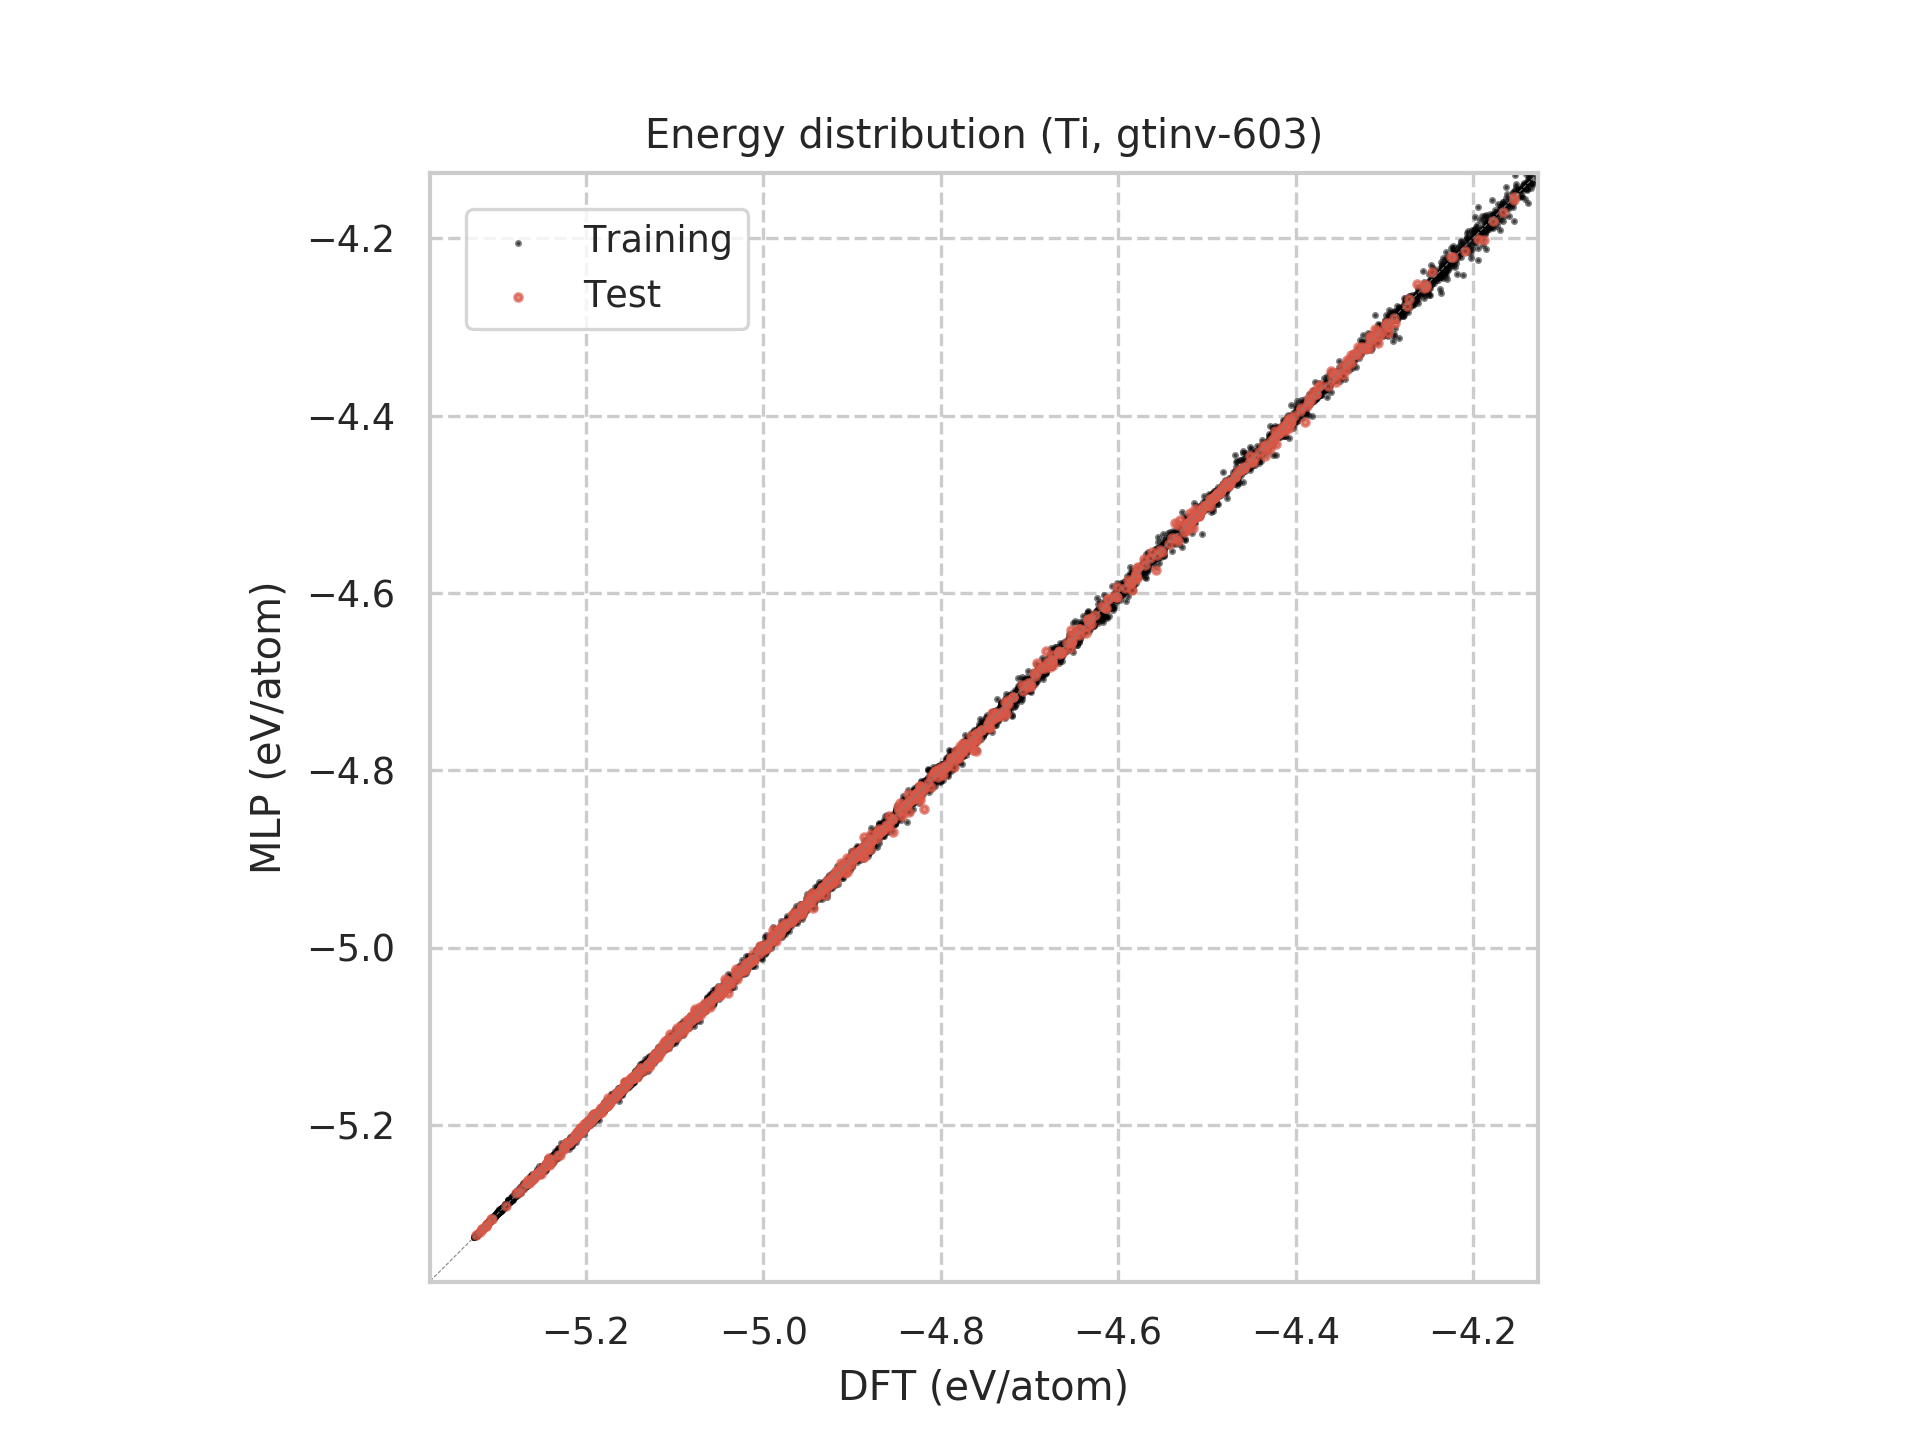 Energy distribution (Ti, gtinv-603)
Training
Test
MLP (eV/atom)
−4.2
−4.4
−4.6
−4.8
−5.0
−5.2
−5.2
−5.0
−4.8
−4.6
−4.4
−4.2
DFT (eV/atom)